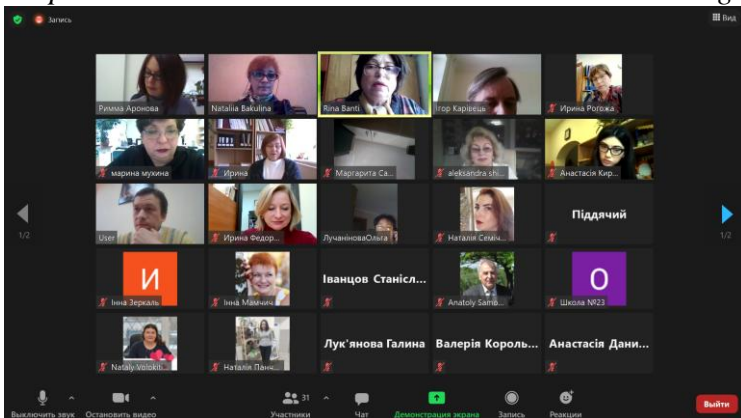 Запись
Вид
Римма Аронова
Nataliia Bakulina
Rina Banti
Ігор Карівець
Ирина Рогожа
марина мухина
Ирина
Маргарита Са...
aleksandra shi...
Анастасія Кир...
User
Ирина Федор...
ЛучаніноваОльга
Наталія Семіч...
Піддячий
1/2
1/2
И
Інна Зеркаль
Інна Мамчич
Іванцов Станісл...
Anatoly Samo...
О
Школа №23
Nataly Volokiti...
Наталія Панч...
Лук'янова Галина
Валерія Король...
Анастасія Дани...
31
Выключить звук
Остановить видео
Участники
Чат
Демонстрация экрана
Запись
Реакции
Выйти